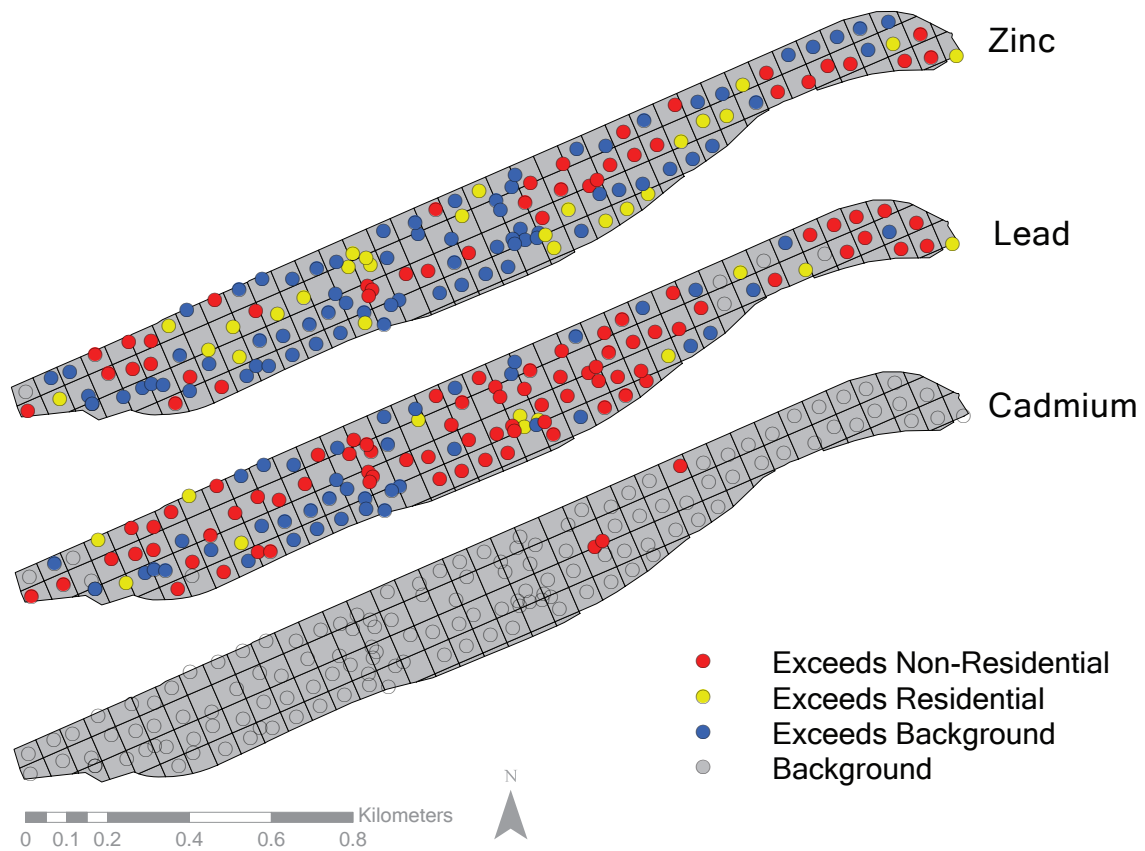 Zinc
Lead
Cadmium
Exceeds Non-Residential
Exceeds Residential
Exceeds Background
Background
N
Kilometers
0 0.1 0.2 0.4 0.6 0.8